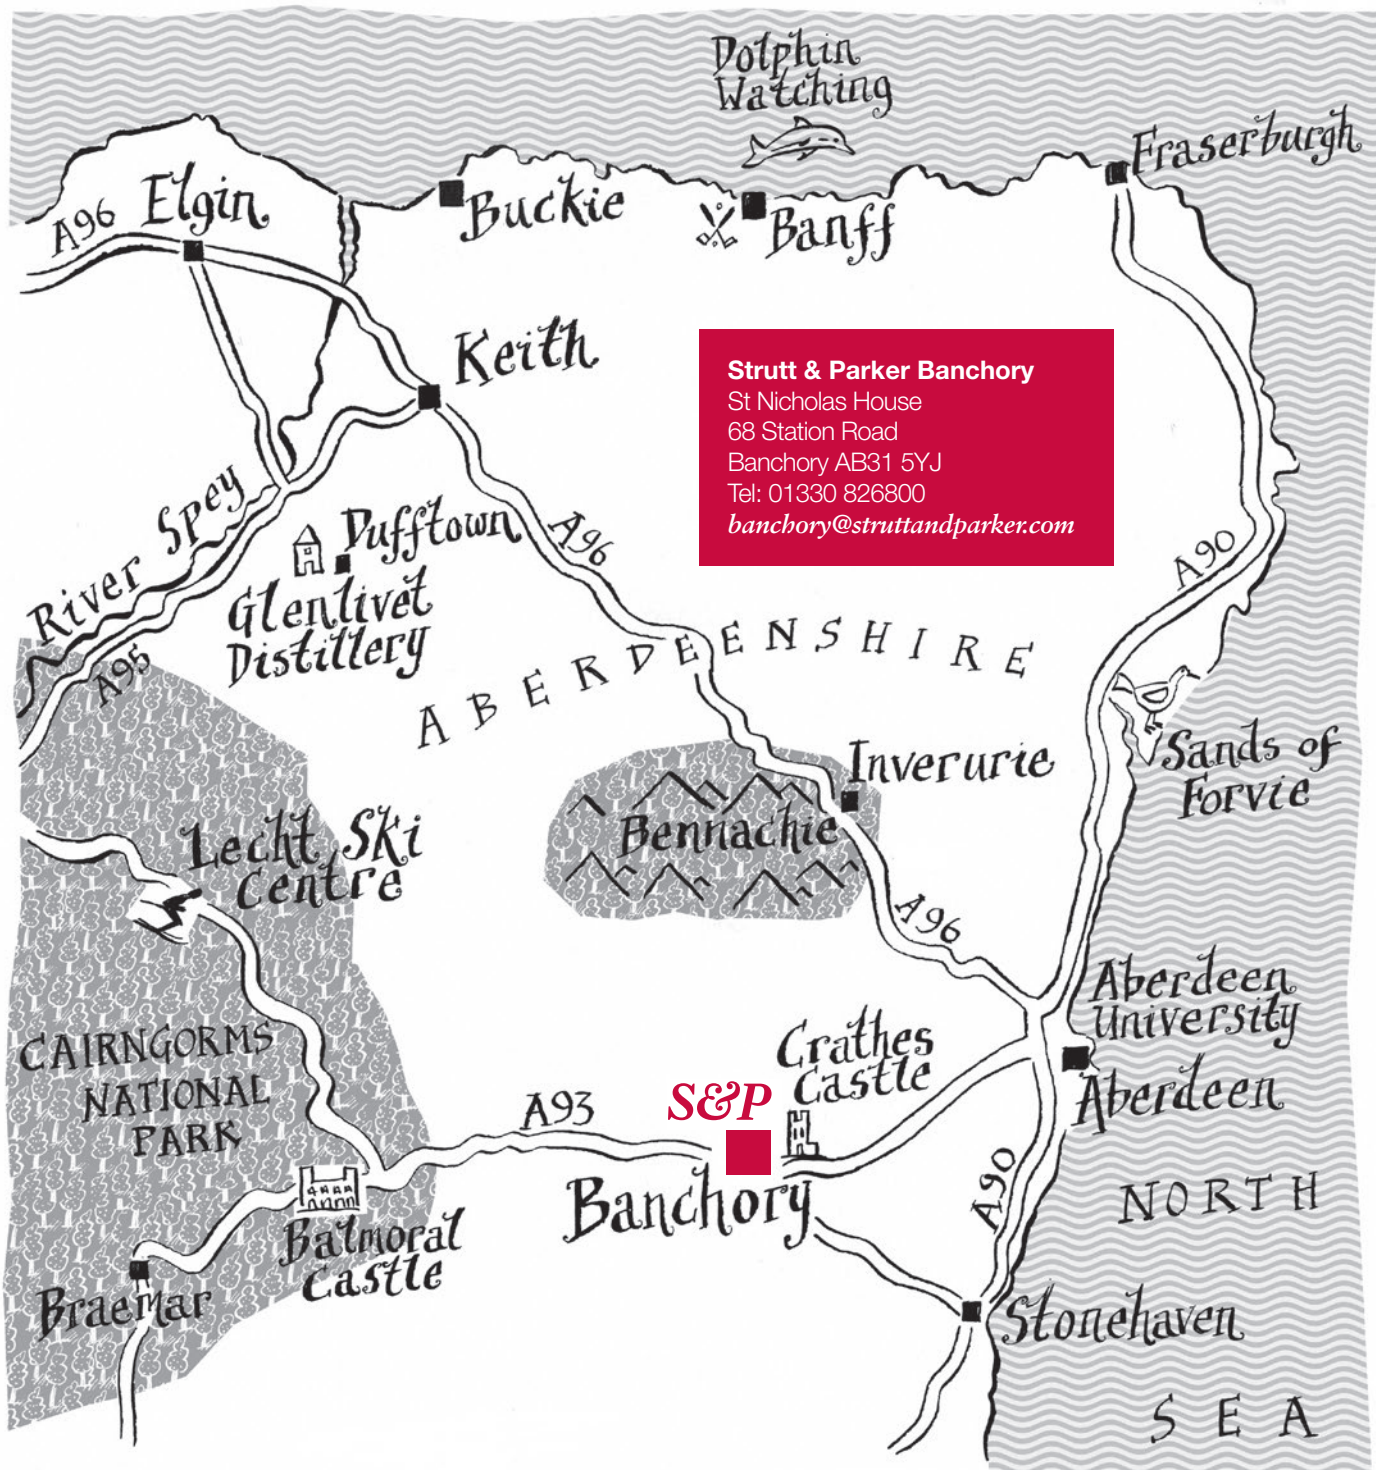 Dolphin
Watching
Fraserburgh
A96
Elgin
Buckie
Banff
Keith
Strutt & Parker Banchory
St Nicholas House
68 Station Road
Banchory AB31 5YJ
Tel: 01330 826800
banchory@struttandparker.com
River Spey
Dufftown
A96
A90
Glenlivet
Distillery
A95
ABERDEENSHIRE
Inverurie
Sands of
Forvie
Bennachie
Lecht Ski
Centre
A96
Aberdeen
University
CAIRNGORMS
NATIONAL
PARK
Crathes
Castle
Aberdeen
A93
S&P
Banchory
A90
NORTH
Balmoral
Castle
Braemar
Stonehaven
SEA